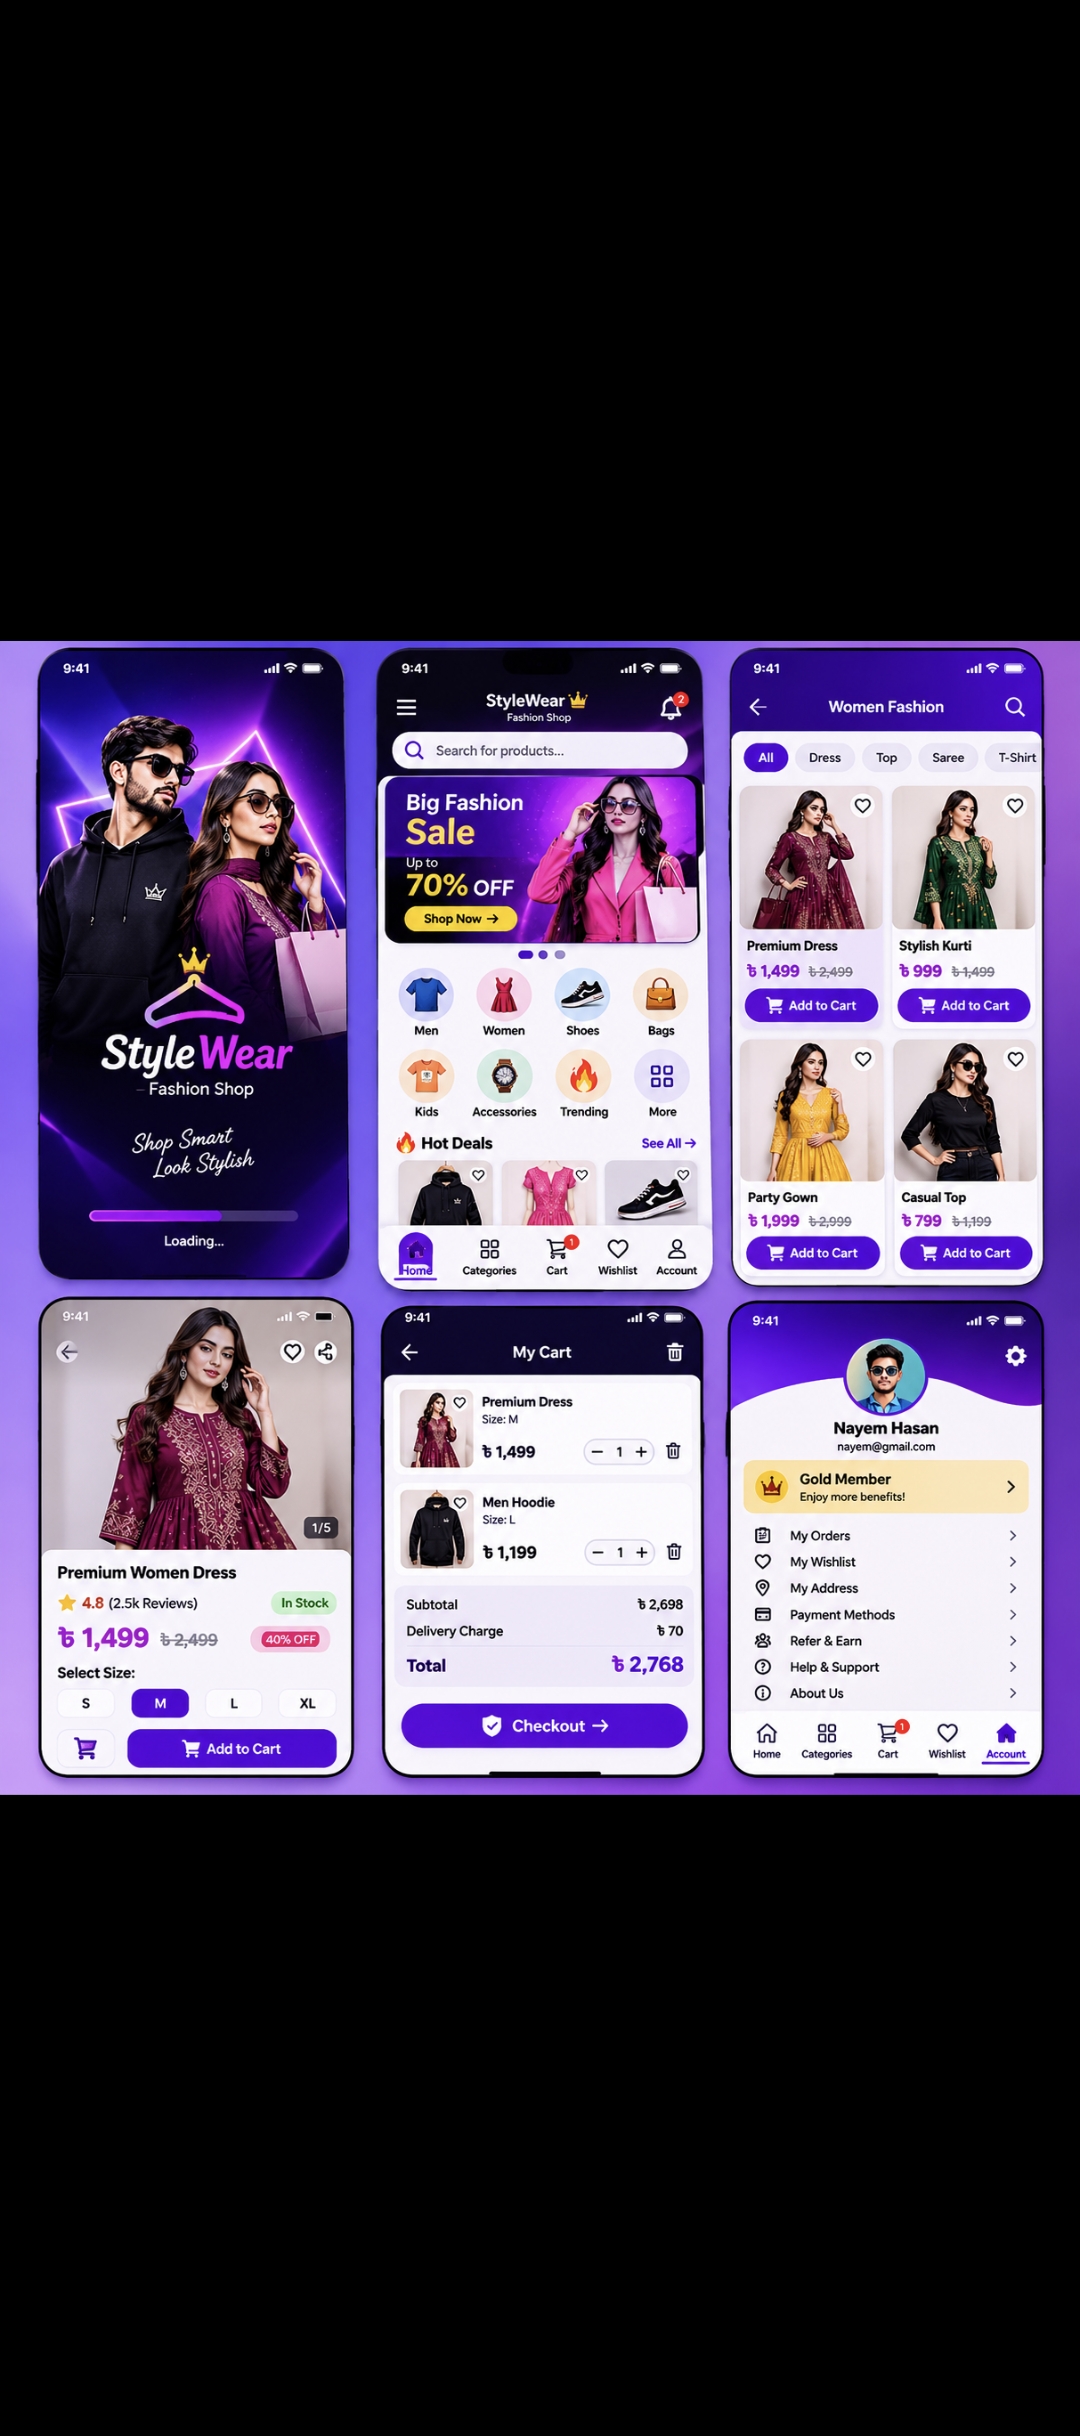 9:41
StyleWear
Fashion Shop
Shop Smart
Look Stylish
Loading...
9:41
StyleWear
Fashion Shop
2
Search for products...
Big Fashion
Sale
Up to
70% OFF
Shop Now →
Men
Women
Shoes
Bags
Kids
Accessories
Trending
More
Hot Deals
See All →
Home
Categories
1
Cart
Wishlist
Account
9:41
Women Fashion
All
Dress
Top
Saree
T-Shirt
Premium Dress
৳ 1,499 ৳ 2,499
Add to Cart
Stylish Kurti
৳ 999 ৳ 1,499
Add to Cart
Party Gown
৳ 1,999 ৳ 2,999
Add to Cart
Casual Top
৳ 799 ৳ 1,199
Add to Cart
9:41
1/5
Premium Women Dress
4.8 (2.5k Reviews)
In Stock
৳ 1,499 ৳ 2,499
40% OFF
Select Size:
S
M
L
XL
Add to Cart
9:41
My Cart
Premium Dress
Size: M
৳ 1,499
− 1 +
Men Hoodie
Size: L
৳ 1,199
− 1 +
Subtotal ৳ 2,698
Delivery Charge ৳ 70
Total ৳ 2,768
Checkout →
9:41
Nayem Hasan
nayem@gmail.com
Gold Member
Enjoy more benefits!
My Orders
My Wishlist
My Address
Payment Methods
Refer & Earn
Help & Support
About Us
Home
Categories
1
Cart
Wishlist
Account